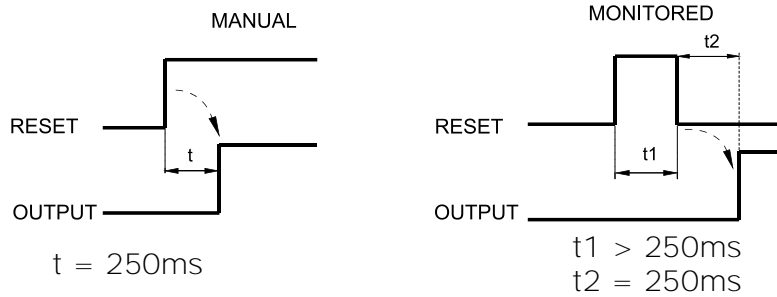 MANUAL
RESET
t
OUTPUT
t = 250ms
MONITORED
t2
RESET
t1
OUTPUT
t1 > 250ms
t2 = 250ms